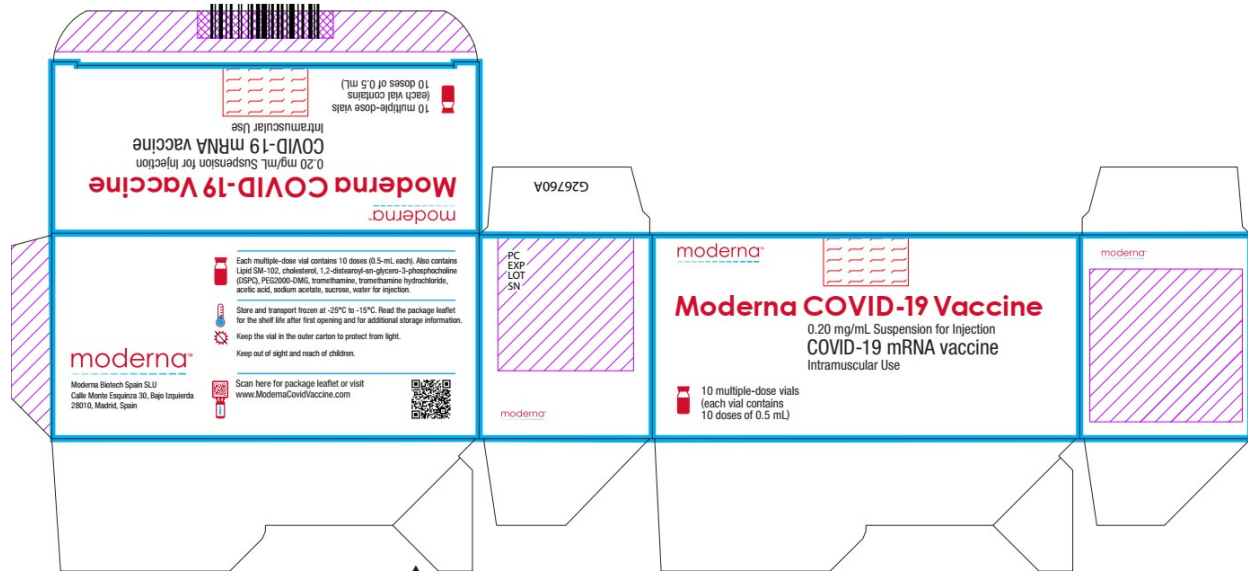 10 multiple-dose vials
(each vial contains
10 doses of 0.5 mL)
Intramuscular Use
COVID-19 mRNA vaccine
0.20 mg/mL Suspension for Injection
Moderna COVID-19 Vaccine
moderna™
Each multiple-dose vial contains 10 doses (0.5-mL each). Also contains
Lipid SM-102, cholesterol, 1,2-distearoyl-sn-glycero-3-phosphocholine
(DSPC), PEG2000-DMG, tromethamine, tromethamine hydrochloride,
acetic acid, sodium acetate, sucrose, water for injection.
Store and transport frozen at -25°C to -15°C. Read the package leaflet
for the shelf life after first opening and for additional storage information.
Keep the vial in the outer carton to protect from light.
Keep out of sight and reach of children.
moderna™
Moderna Biotech Spain SLU
Calle Monte Esquinza 30, Bajo Izquierda
28010, Madrid, Spain
Scan here for package leaflet or visit
www.ModernaCovidVaccine.com
G26760A
PC
EXP
LOT
SN
moderna™
moderna™
Moderna COVID-19 Vaccine
0.20 mg/mL Suspension for Injection
COVID-19 mRNA vaccine
Intramuscular Use
10 multiple-dose vials
(each vial contains
10 doses of 0.5 mL)
moderna™